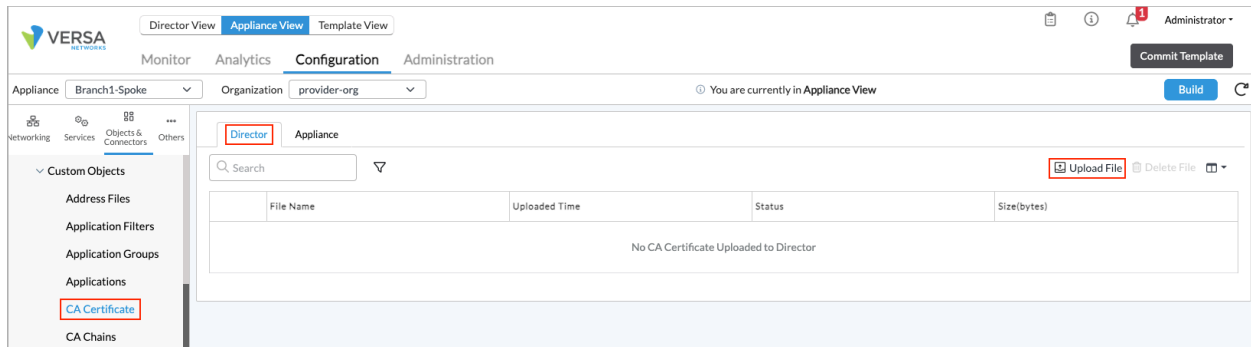 Director View Appliance View Template View
1
Administrator
VERSA
NETWORKS
Monitor Analytics Configuration Administration
Commit Template
Appliance Branch1-Spoke Organization provider-org You are currently in Appliance View Build
Networking Services Objects & Connectors Others
Director Appliance
Custom Objects
Search Upload File Delete File
Address Files
File Name Uploaded Time Status Size(bytes)
Application Filters
No CA Certificate Uploaded to Director
Application Groups
Applications
CA Certificate
CA Chains